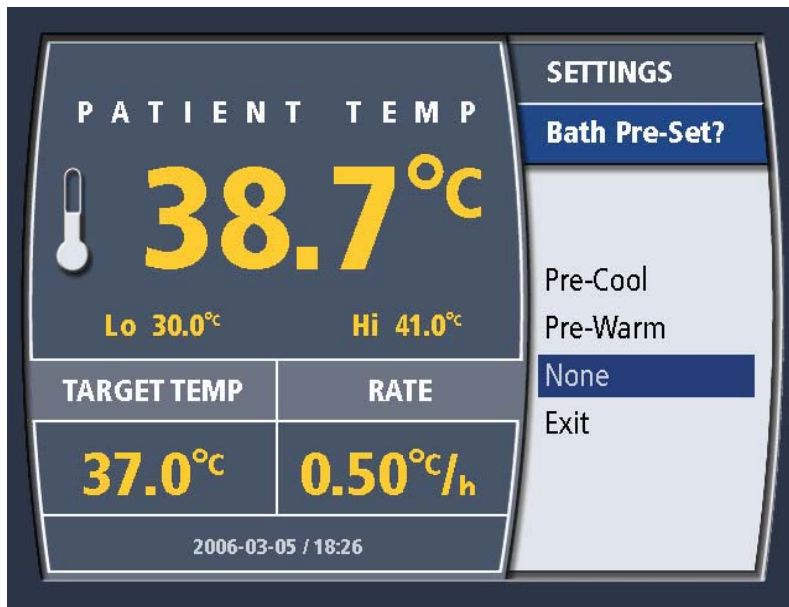 PATIENT TEMP
38.7°C
Lo 30.0°C
Hi 41.0°C
TARGET TEMP
RATE
37.0°C
0.50°C/h
2006-03-05 / 18:26
SETTINGS
Bath Pre-Set?
Pre-Cool
Pre-Warm
None
Exit